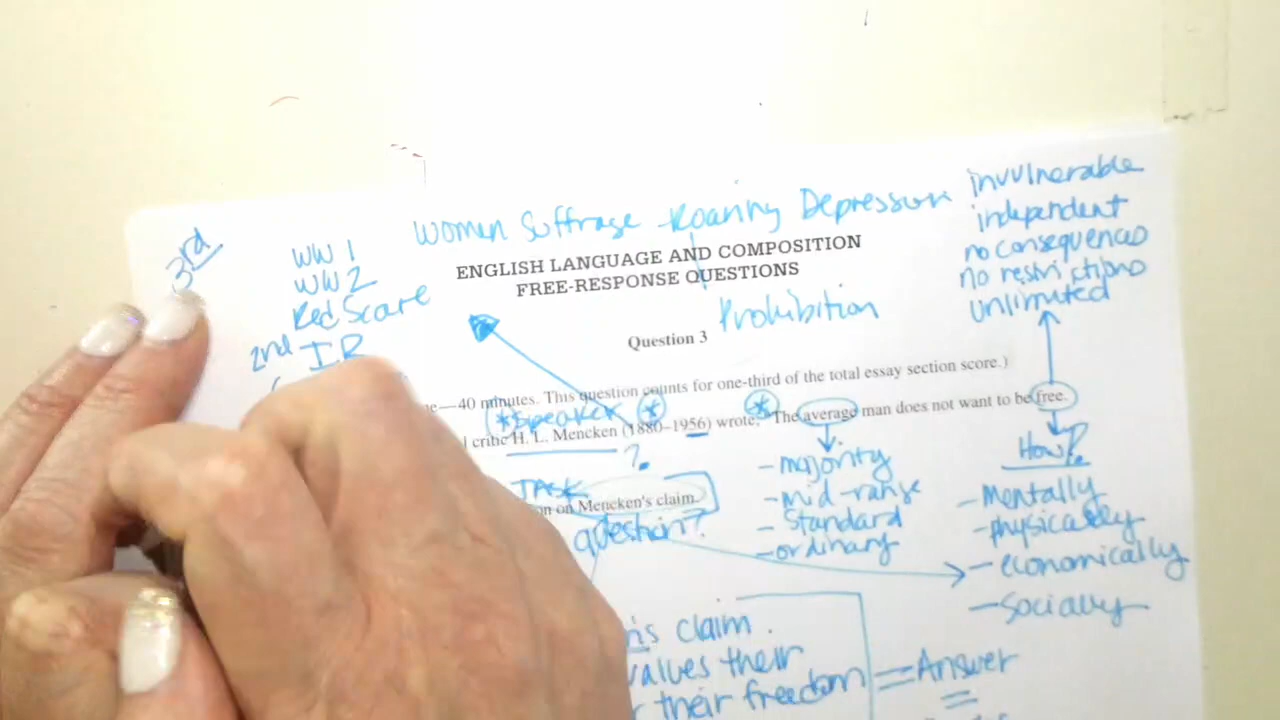 3rd
WW 1
WW2
Red Scare
2nd I.R
Women Suffrage Roaring Depression
ENGLISH LANGUAGE AND COMPOSITION
FREE-RESPONSE QUESTIONS
Prohibition
Question 3
invulnerable
independent
no consequences
no restrictions
unlimited
—40 minutes. This question counts for one-third of the total essay section score.)
*Speaker * *
critic H. L. Mencken (1880–1956) wrote, "The average man does not want to be free.
?
TASK
on on Mencken's claim.
question?
- majority
- mid-range
- standard
- ordinary
How?
- Mentally
- physically
- economically
- Socially
claim.
values their
their freedom
= Answer
=